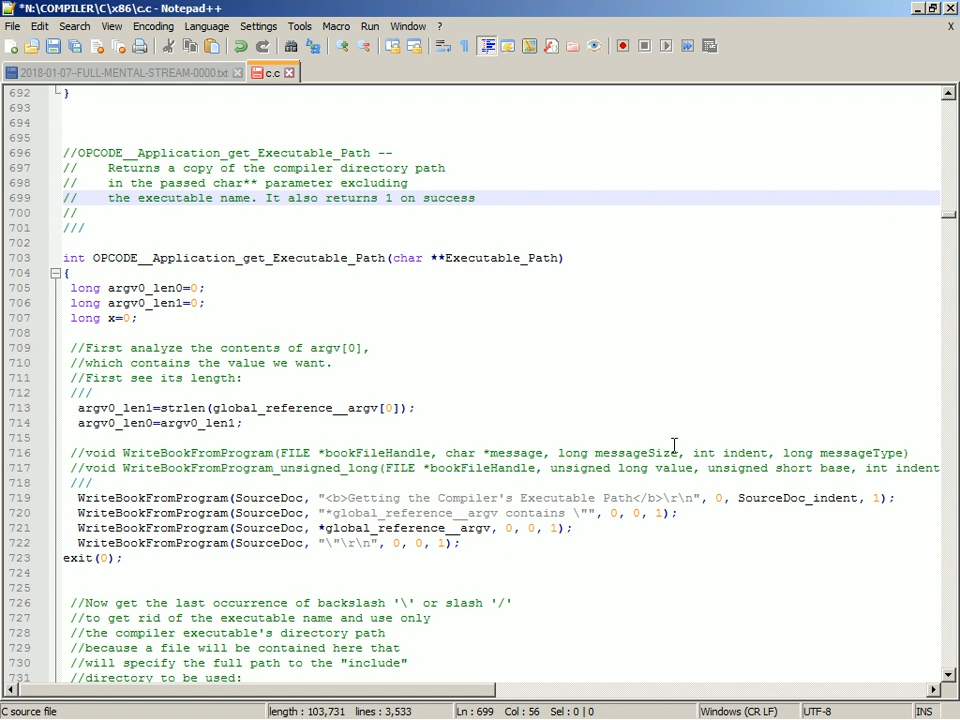 *N:\COMPILER\C\x86\c.c - Notepad++
File Edit Search View Encoding Language Settings Tools Macro Run Window ? X
2018-01-07--FULL-MENTAL-STREAM-0000.txt c.c
692 }
693
694
695
696 //OPCODE__Application_get_Executable_Path --
697 //    Returns a copy of the compiler directory path
698 //    in the passed char** parameter excluding
699 //    the executable name. It also returns 1 on success
700 //
701 ///
702
703 int OPCODE__Application_get_Executable_Path(char **Executable_Path)
704 {
705  long argv0_len0=0;
706  long argv0_len1=0;
707  long x=0;
708
709  //First analyze the contents of argv[0],
710  //which contains the value we want.
711  //First see its length:
712  ///
713   argv0_len1=strlen(global_reference__argv[0]);
714   argv0_len0=argv0_len1;
715
716  //void WriteBookFromProgram(FILE *bookFileHandle, char *message, long messageSize, int indent, long messageType)
717  //void WriteBookFromProgram_unsigned_long(FILE *bookFileHandle, unsigned long value, unsigned short base, int indent
718  ///
719   WriteBookFromProgram(SourceDoc, "<b>Getting the Compiler's Executable Path</b>\r\n", 0, SourceDoc_indent, 1);
720   WriteBookFromProgram(SourceDoc, "*global_reference__argv contains \"", 0, 0, 1);
721   WriteBookFromProgram(SourceDoc, *global_reference__argv, 0, 0, 1);
722   WriteBookFromProgram(SourceDoc, "\"\r\n", 0, 0, 1);
723 exit(0);
724
725
726  //Now get the last occurrence of backslash '\' or slash '/'
727  //to get rid of the executable name and use only
728  //the compiler executable's directory path
729  //because a file will be contained here that
730  //will specify the full path to the "include"
731  //directory to be used:
C source file length : 103,731 lines : 3,533 Ln : 699 Col : 56 Sel : 0 | 0 Windows (CR LF) UTF-8 INS